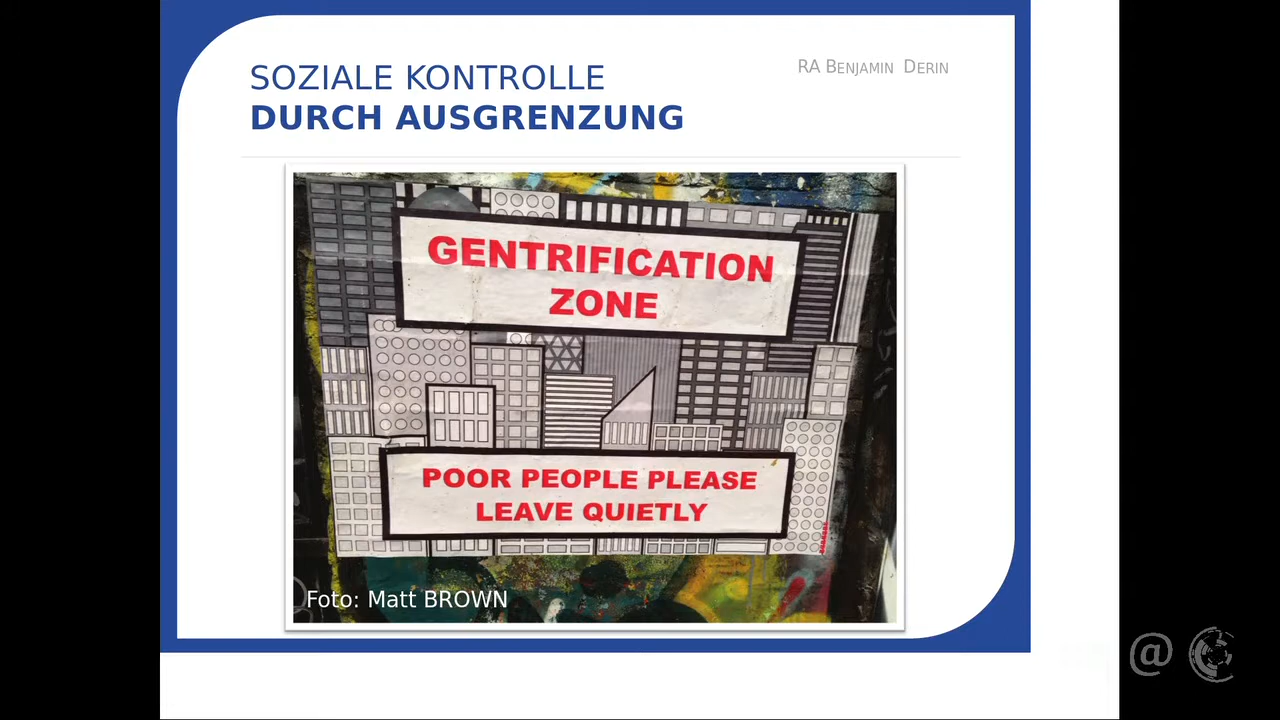 SOZIALE KONTROLLE
DURCH AUSGRENZUNG
RA BENJAMIN DERIN
GENTRIFICATION
ZONE
POOR PEOPLE PLEASE
LEAVE QUIETLY
Foto: Matt BROWN
@